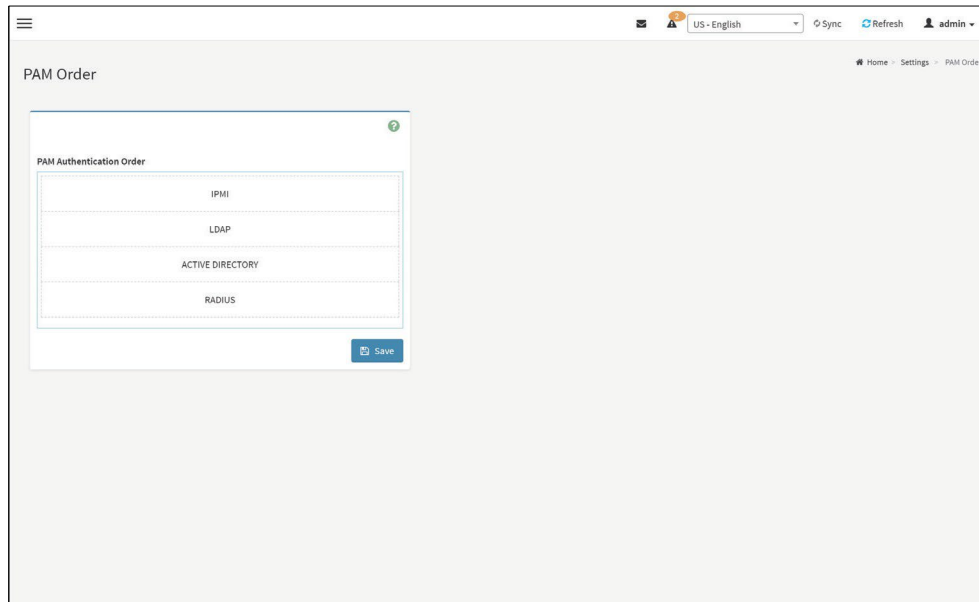 2
US - English
Sync
Refresh
admin
PAM Order
Home > Settings > PAM Orde
?
PAM Authentication Order
IPMI
LDAP
ACTIVE DIRECTORY
RADIUS
Save